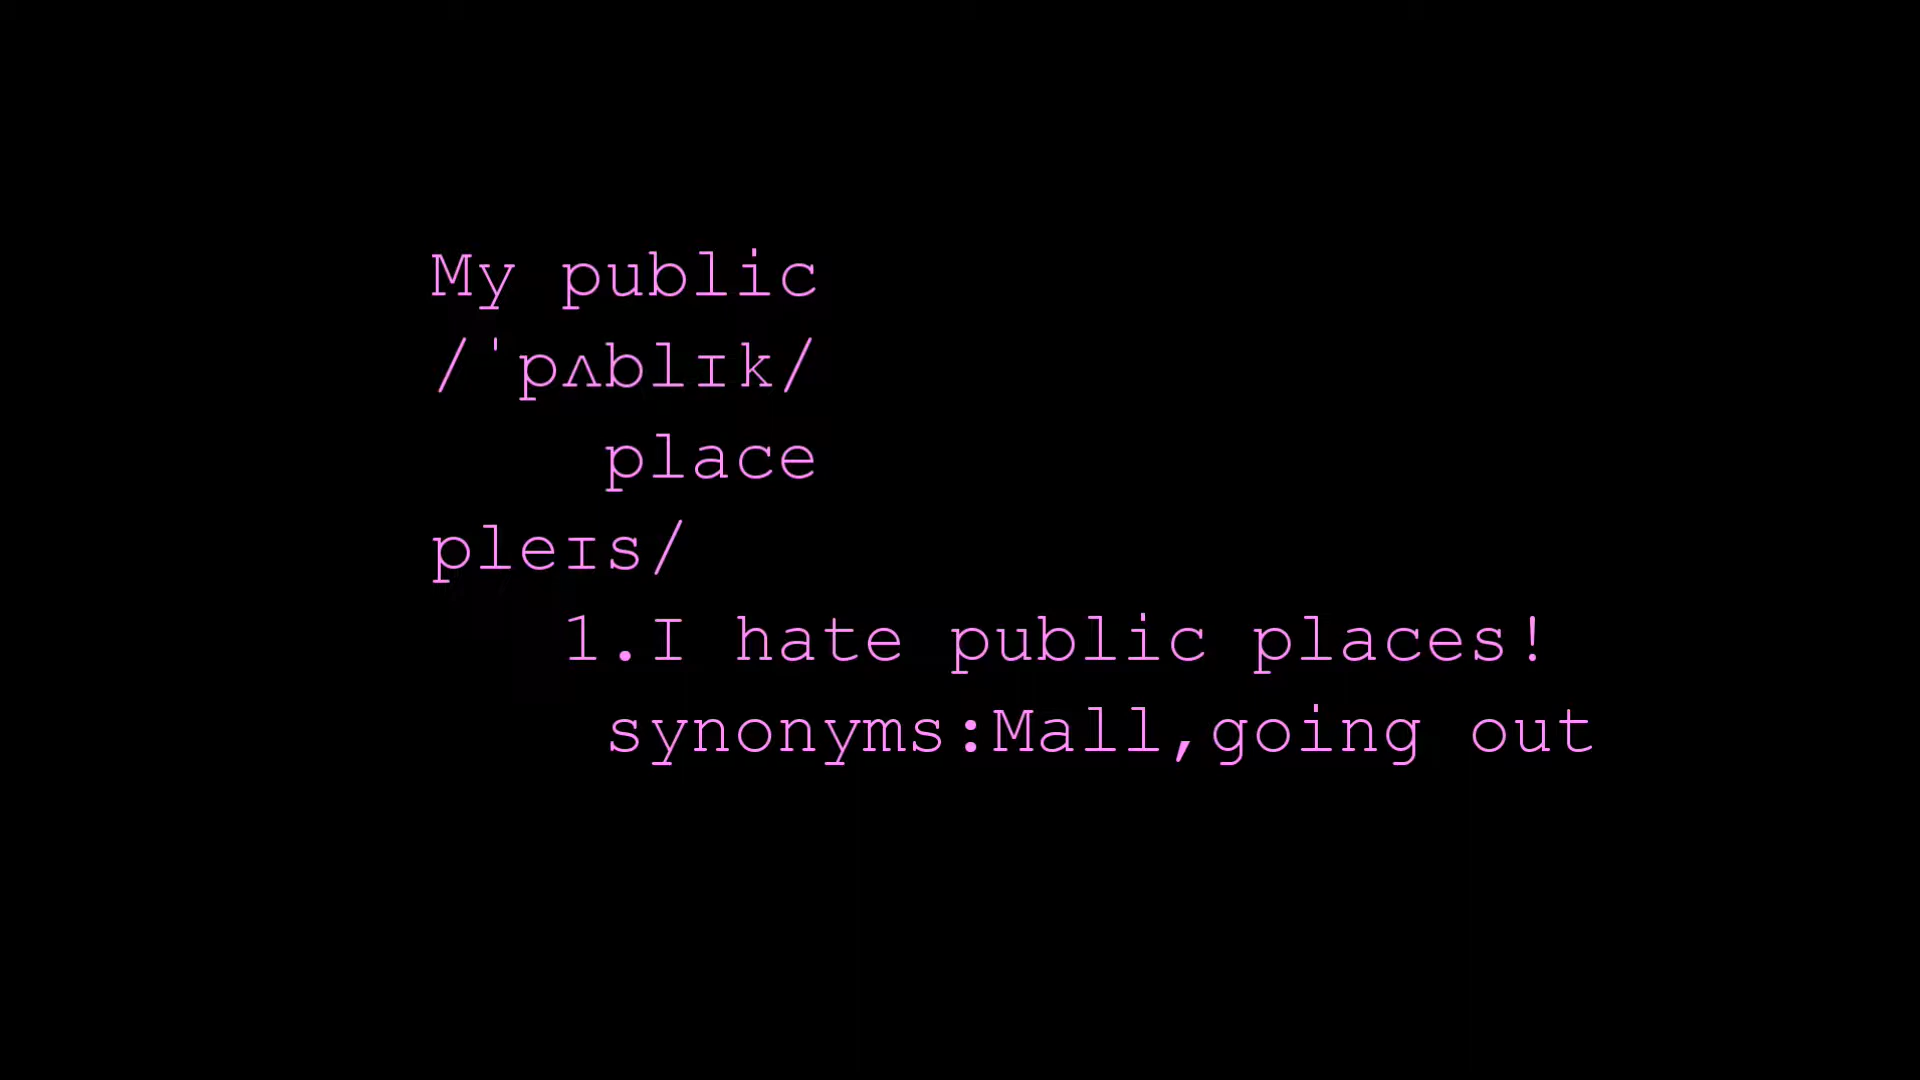 My public
/ˈpʌblɪk/
place
pleɪs/
1.I hate public places!
synonyms:Mall,going out